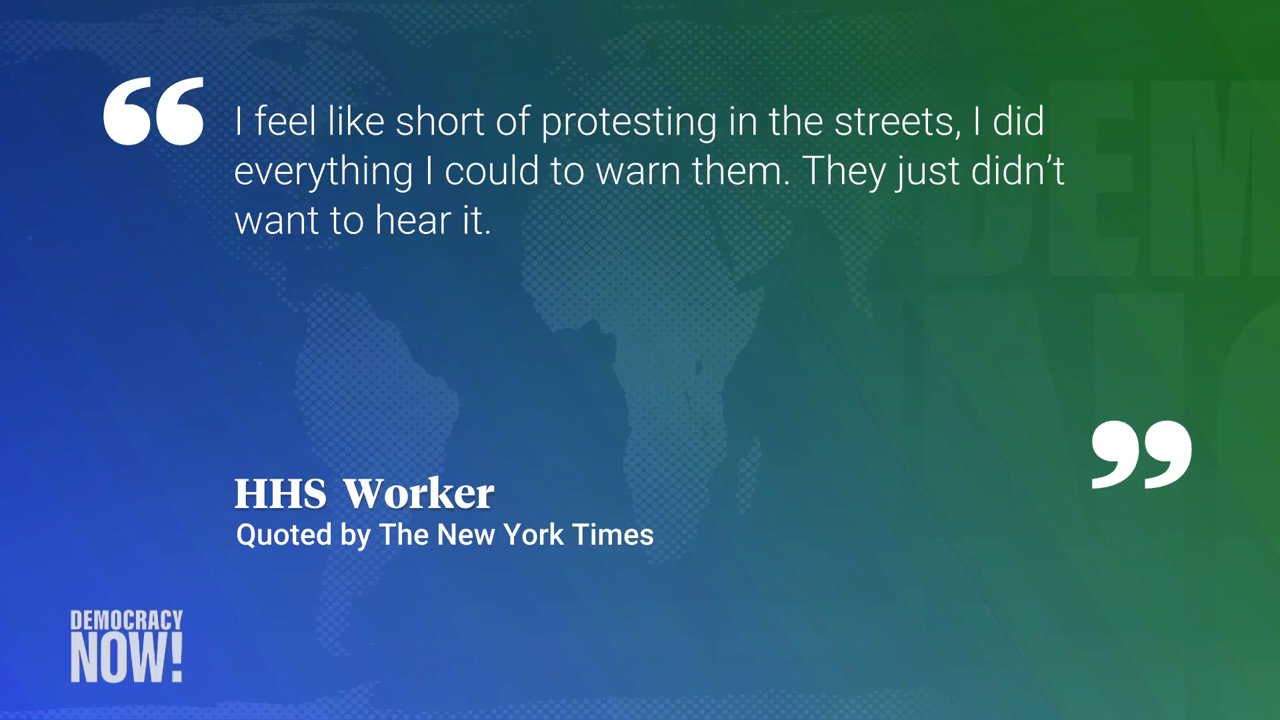 “
I feel like short of protesting in the streets, I did
everything I could to warn them. They just didn’t
want to hear it.
”
HHS Worker
Quoted by The New York Times
DEMOCRACY
NOW!
DEM